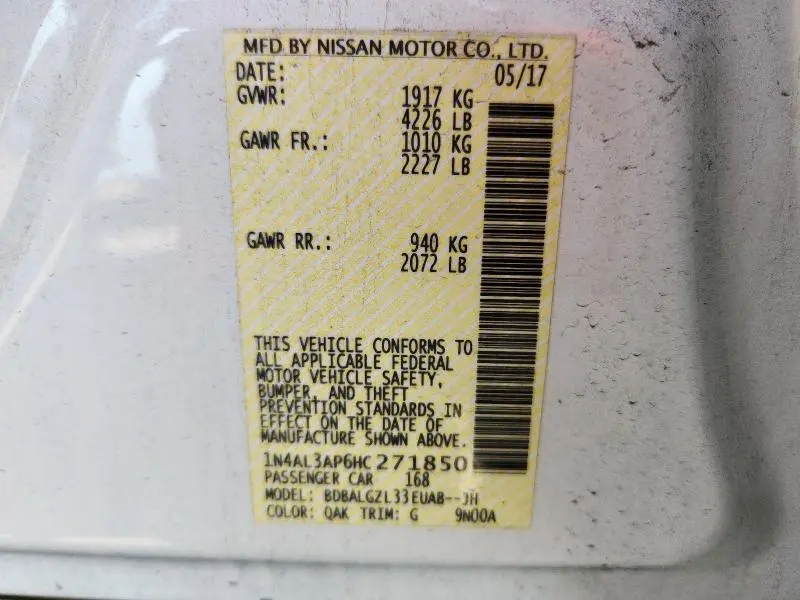 MFD BY NISSAN MOTOR CO., LTD.
DATE: 05/17
GVWR: 1917 KG
4226 LB
GAWR FR.: 1010 KG
2227 LB
GAWR RR.: 940 KG
2072 LB
THIS VEHICLE CONFORMS TO
ALL APPLICABLE FEDERAL
MOTOR VEHICLE SAFETY,
BUMPER, AND THEFT
PREVENTION STANDARDS IN
EFFECT ON THE DATE OF
MANUFACTURE SHOWN ABOVE.
1N4AL3AP6HC271850
PASSENGER CAR 168
MODEL: BDBALGZL33EUAB--JH
COLOR: QAK TRIM: G 9N00A